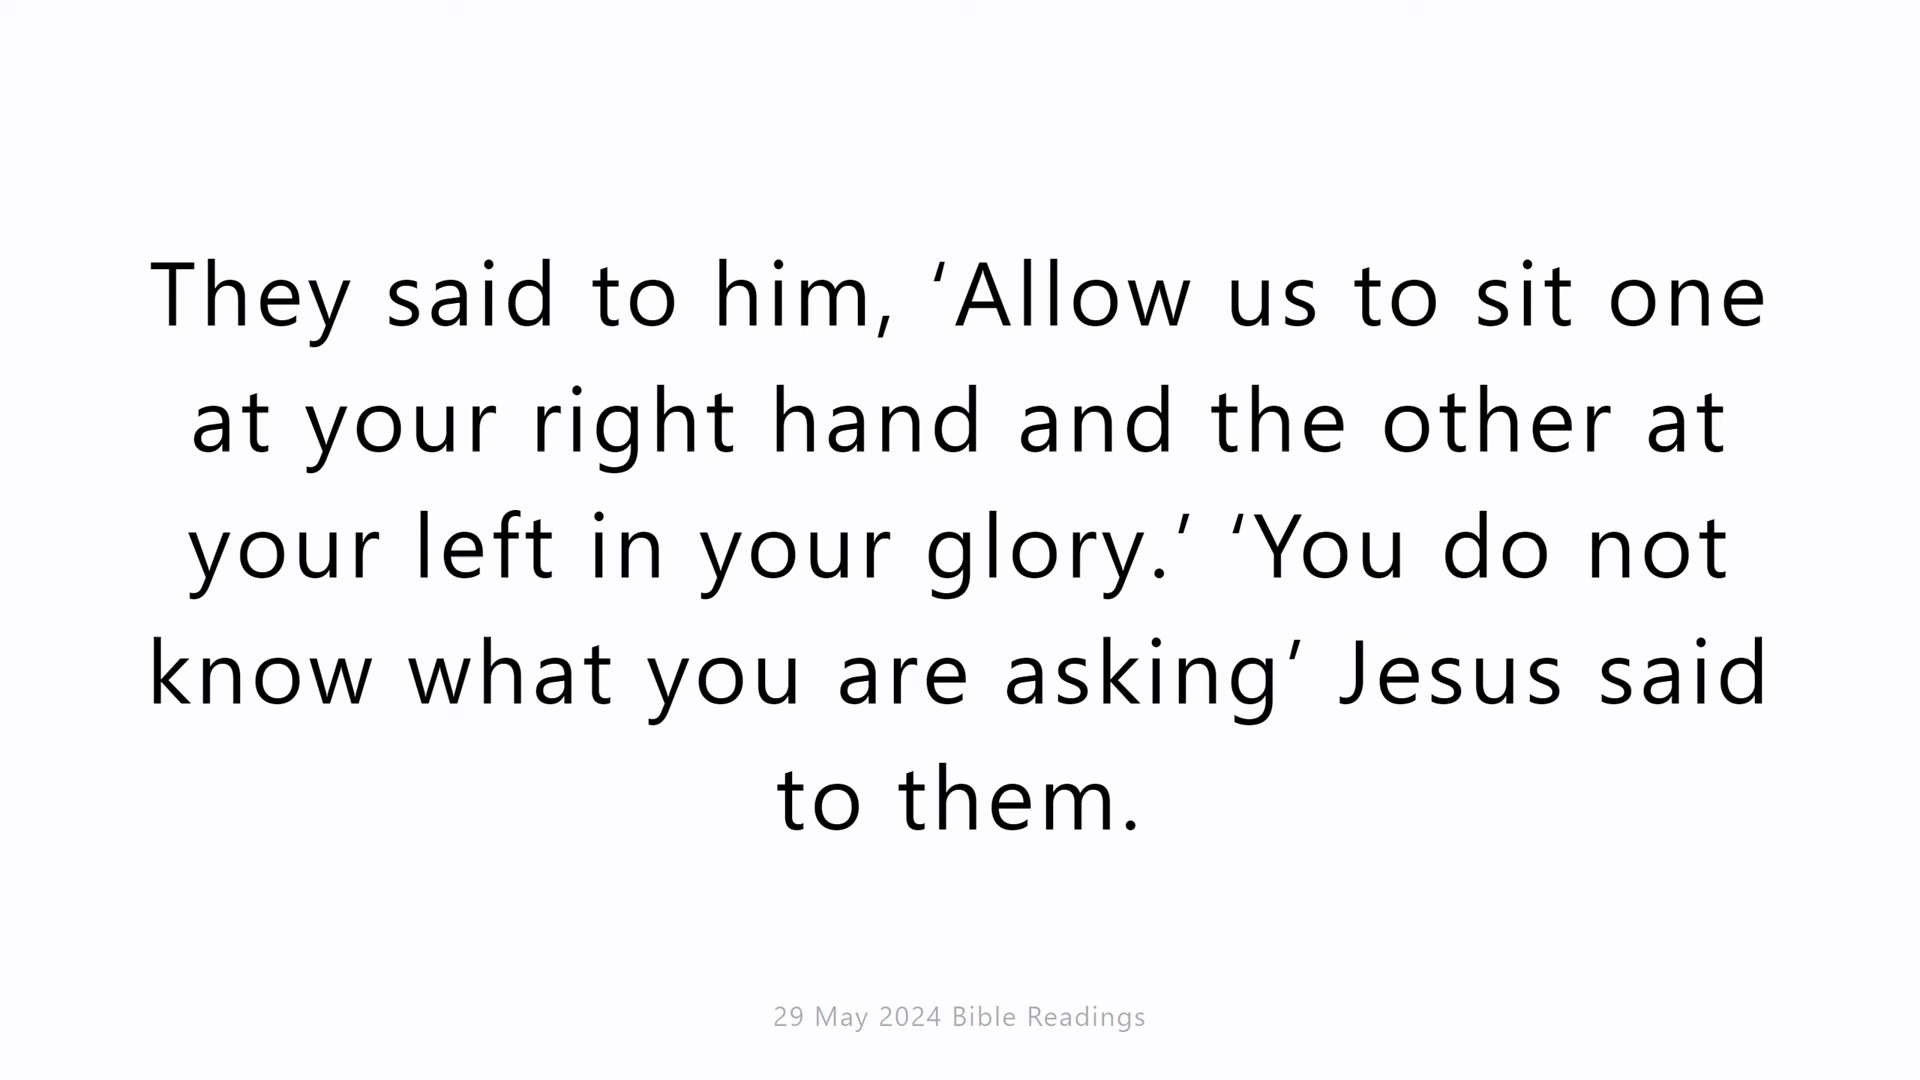 They said to him, ‘Allow us to sit one
at your right hand and the other at
your left in your glory.’ ‘You do not
know what you are asking’ Jesus said
to them.
29 May 2024 Bible Readings